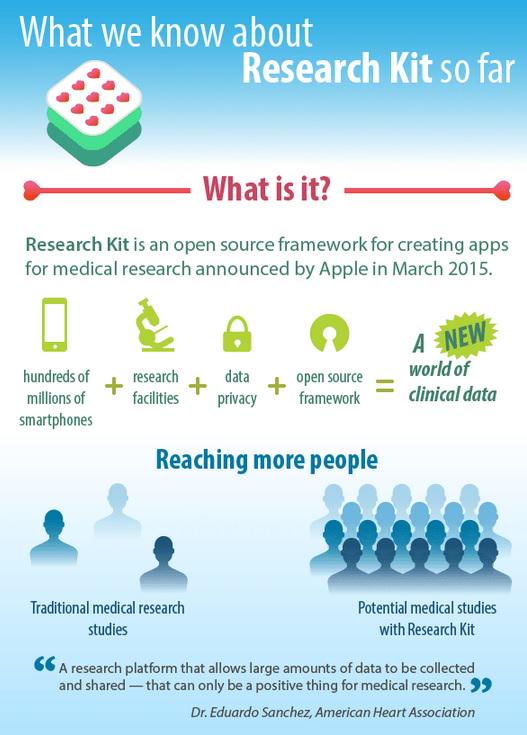 What we know about
Research Kit so far
What is it?
Research Kit is an open source framework for creating apps
for medical research announced by Apple in March 2015.
hundreds of
millions of
smartphones
+
research
facilities
+
data
privacy
+
open source
framework
=
A NEW
world of
clinical data
Reaching more people
Traditional medical research
studies
Potential medical studies
with Research Kit
“ A research platform that allows large amounts of data to be collected
and shared — that can only be a positive thing for medical research. ”
Dr. Eduardo Sanchez, American Heart Association